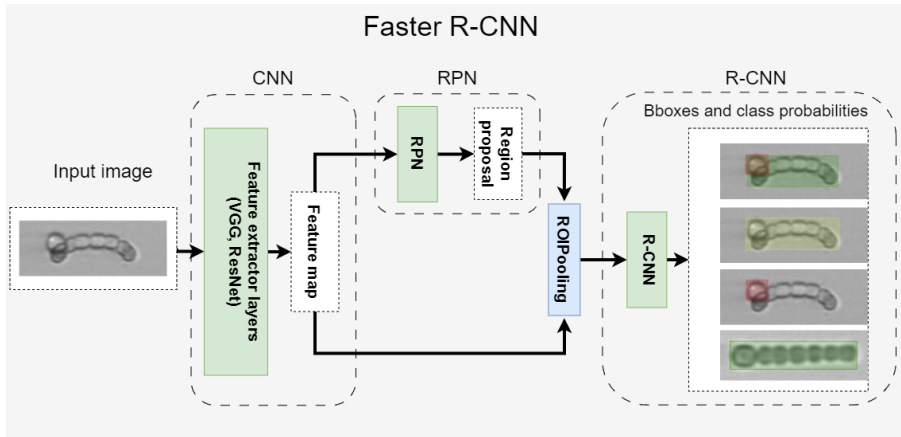 Faster R-CNN
CNN
RPN
R-CNN
Bboxes and class probabilities
Input image
Feature extractor layers
(VGG, ResNet)
Feature map
RPN
Region
proposal
ROIPooling
R-CNN